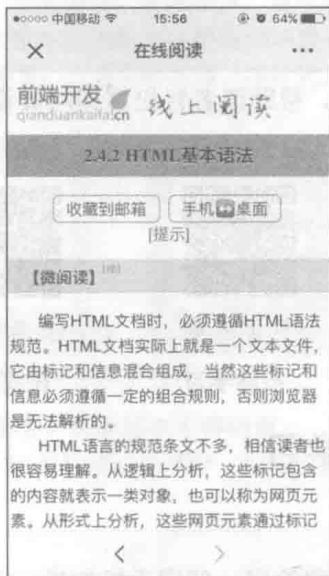 ●○○○○ 中国移动 15:56 64%
在线阅读 •••
前端开发
qianduankaifa.cn 线上阅读
2.4.2 HTML基本语法
收藏到邮箱 手机桌面
[提示]
【微阅读】
编写HTML文档时，必须遵循HTML语法
规范。HTML文档实际上就是一个文本文件，
它由标记和信息混合组成，当然这些标记和
信息必须遵循一定的组合规则，否则浏览器
是无法解析的。
HTML语言的规范条文不多，相信读者也
很容易理解。从逻辑上分析，这些标记包含
的内容就表示一类对象，也可以称为网页元
素。从形式上分析，这些网页元素通过标记